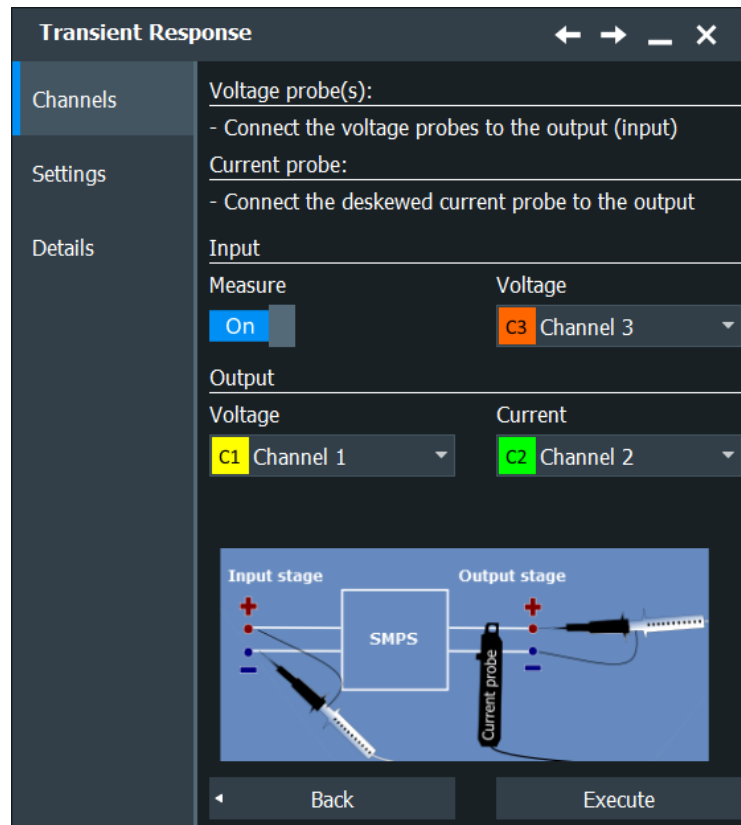 Transient Response
Channels
Settings
Details
Voltage probe(s):
- Connect the voltage probes to the output (input)
Current probe:
- Connect the deskewed current probe to the output
Input
Measure Voltage
On C3 Channel 3
Output
Voltage Current
C1 Channel 1 C2 Channel 2
Input stage Output stage
+ +
SMPS
− −
Current probe
Back Execute